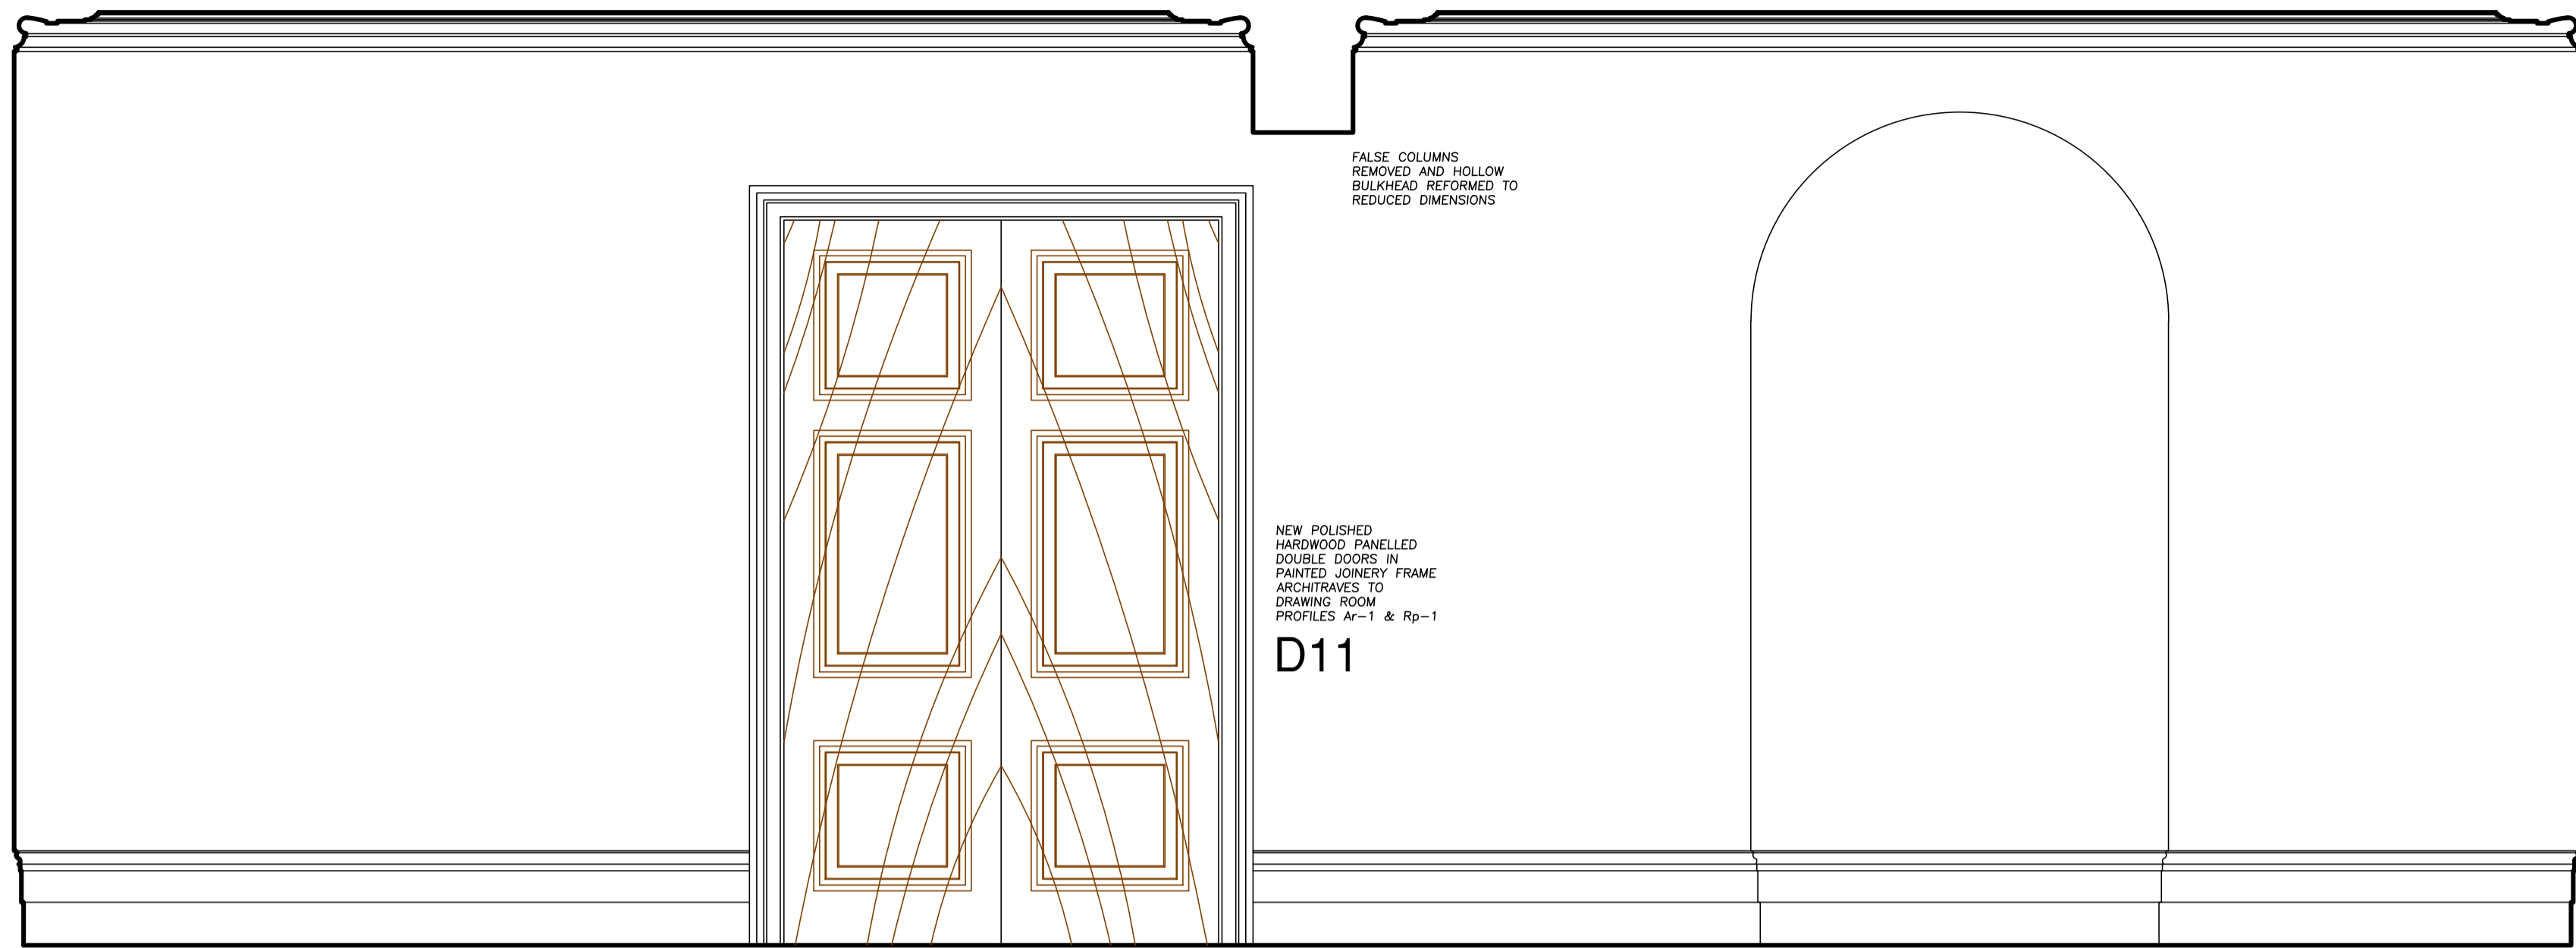 FALSE COLUMNS
REMOVED AND HOLLOW
BULKHEAD REFORMED TO
REDUCED DIMENSIONS
NEW POLISHED
HARDWOOD PANELLED
DOUBLE DOORS IN
PAINTED JOINERY FRAME
ARCHITRAVES TO
DRAWING ROOM
PROFILES Ar-1 & Rp-1
D11